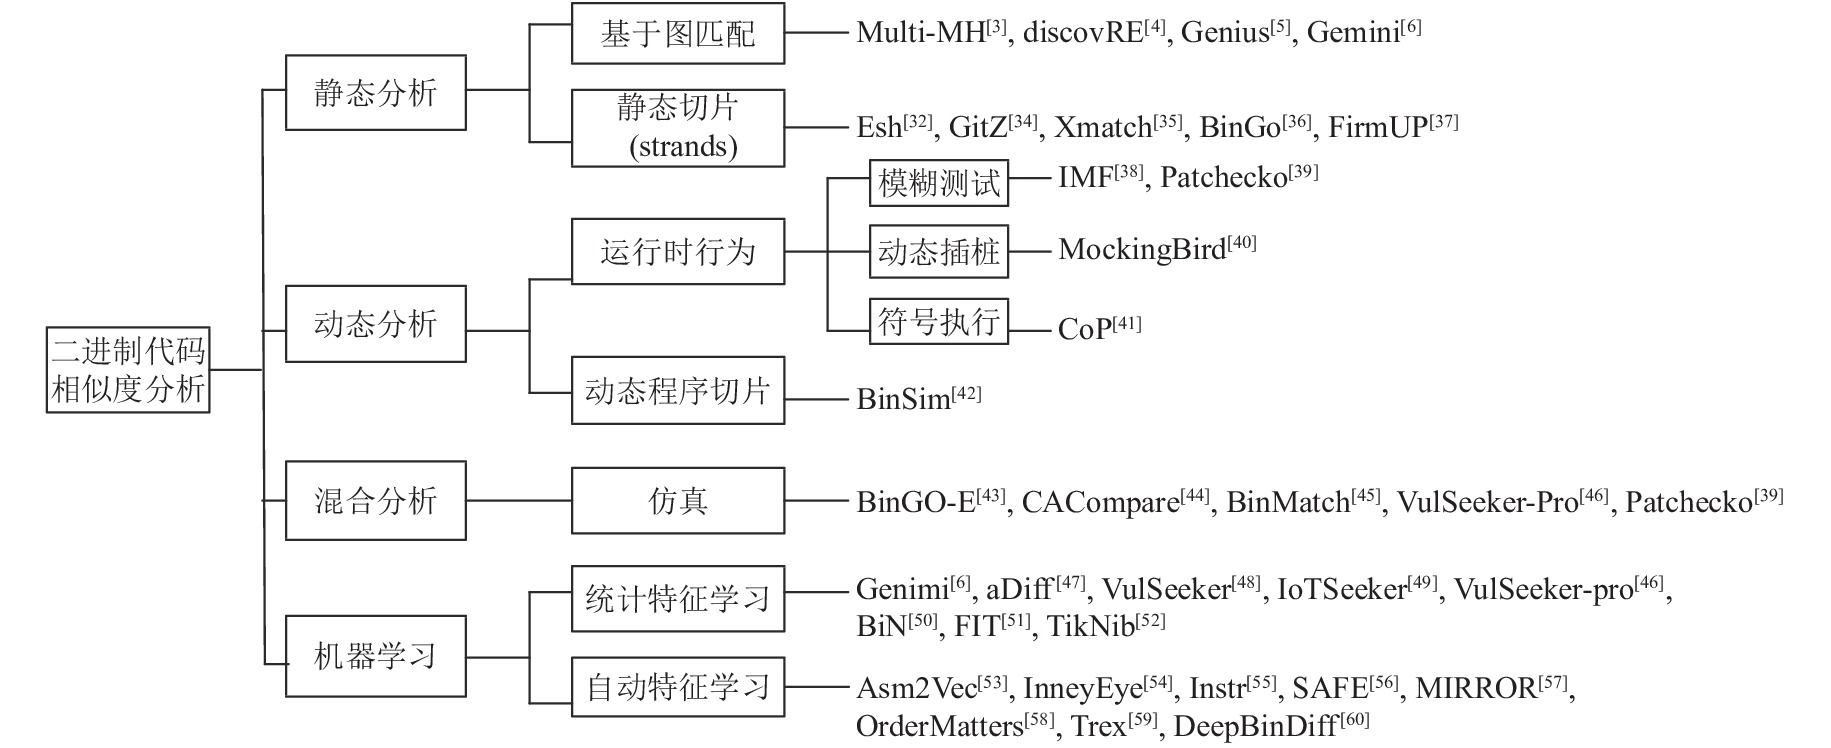 基于图匹配
Multi-MH[3], discovRE[4], Genius[5], Gemini[6]
静态分析
静态切片
(strands)
Esh[32], GitZ[34], Xmatch[35], BinGo[36], FirmUP[37]
模糊测试
IMF[38], Patchecko[39]
运行时行为
动态插桩
MockingBird[40]
动态分析
符号执行
CoP[41]
二进制代码
相似度分析
动态程序切片
BinSim[42]
混合分析
仿真
BinGO-E[43], CACompare[44], BinMatch[45], VulSeeker-Pro[46], Patchecko[39]
统计特征学习
Genimi[6], aDiff[47], VulSeeker[48], IoTSeeker[49], VulSeeker-pro[46],
BiN[50], FIT[51], TikNib[52]
机器学习
自动特征学习
Asm2Vec[53], InneyEye[54], Instr[55], SAFE[56], MIRROR[57],
OrderMatters[58], Trex[59], DeepBinDiff[60]